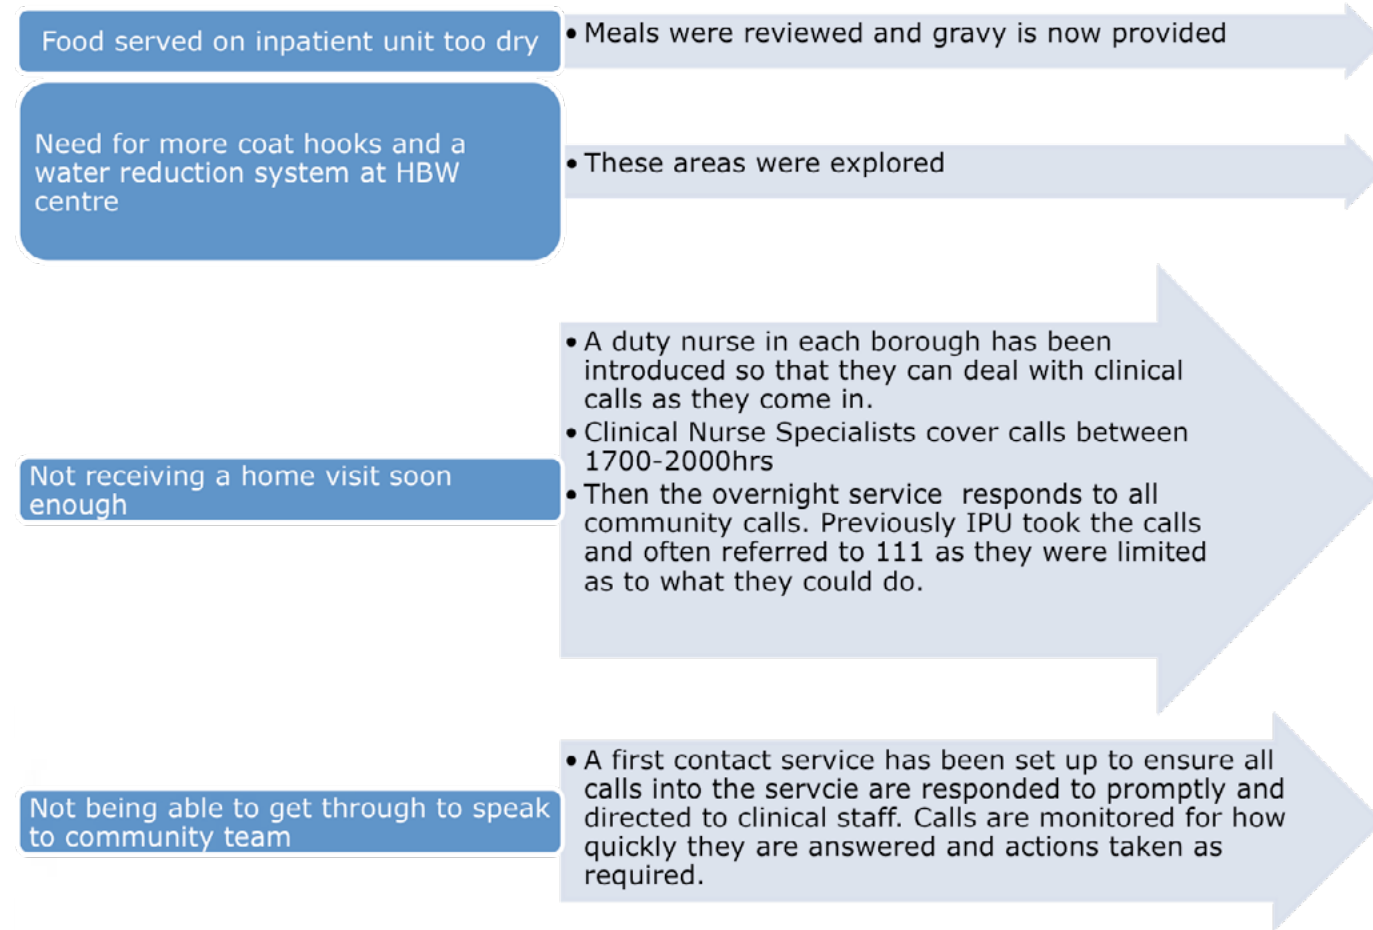 Food served on inpatient unit too dry
• Meals were reviewed and gravy is now provided
Need for more coat hooks and a
water reduction system at HBW
centre
• These areas were explored
Not receiving a home visit soon
enough
• A duty nurse in each borough has been
introduced so that they can deal with clinical
calls as they come in.
• Clinical Nurse Specialists cover calls between
1700-2000hrs
• Then the overnight service  responds to all
community calls. Previously IPU took the calls
and often referred to 111 as they were limited
as to what they could do.
Not being able to get through to speak
to community team
• A first contact service has been set up to ensure all
calls into the servcie are responded to promptly and
directed to clinical staff. Calls are monitored for how
quickly they are answered and actions taken as
required.